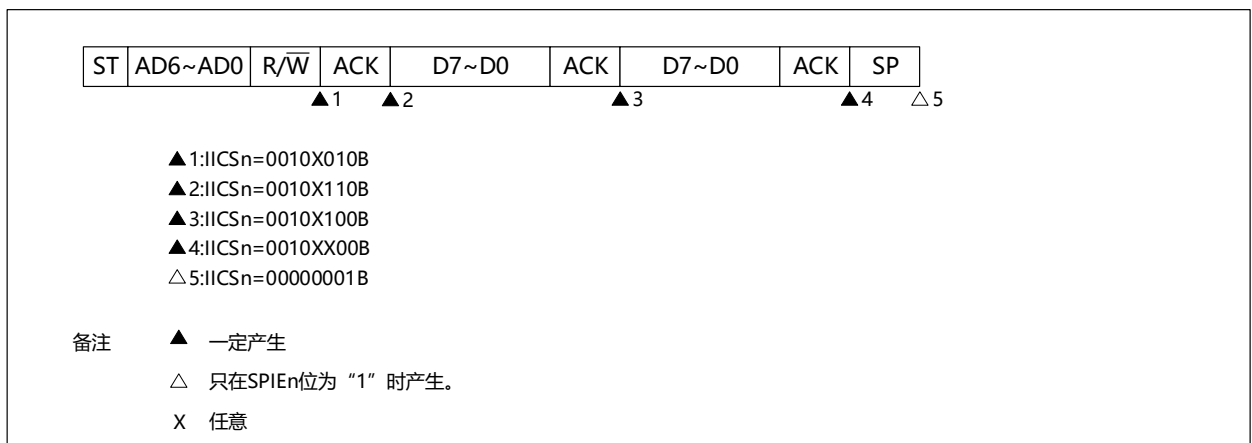 ST AD6~AD0 R/W̅ ACK D7~D0 ACK D7~D0 ACK SP
▲1 ▲2 ▲3 ▲4 △5
▲1:IICSn=0010X010B
▲2:IICSn=0010X110B
▲3:IICSn=0010X100B
▲4:IICSn=0010XX00B
△5:IICSn=00000001B
备注 ▲ 一定产生
△ 只在SPIEn位为“1”时产生。
X 任意